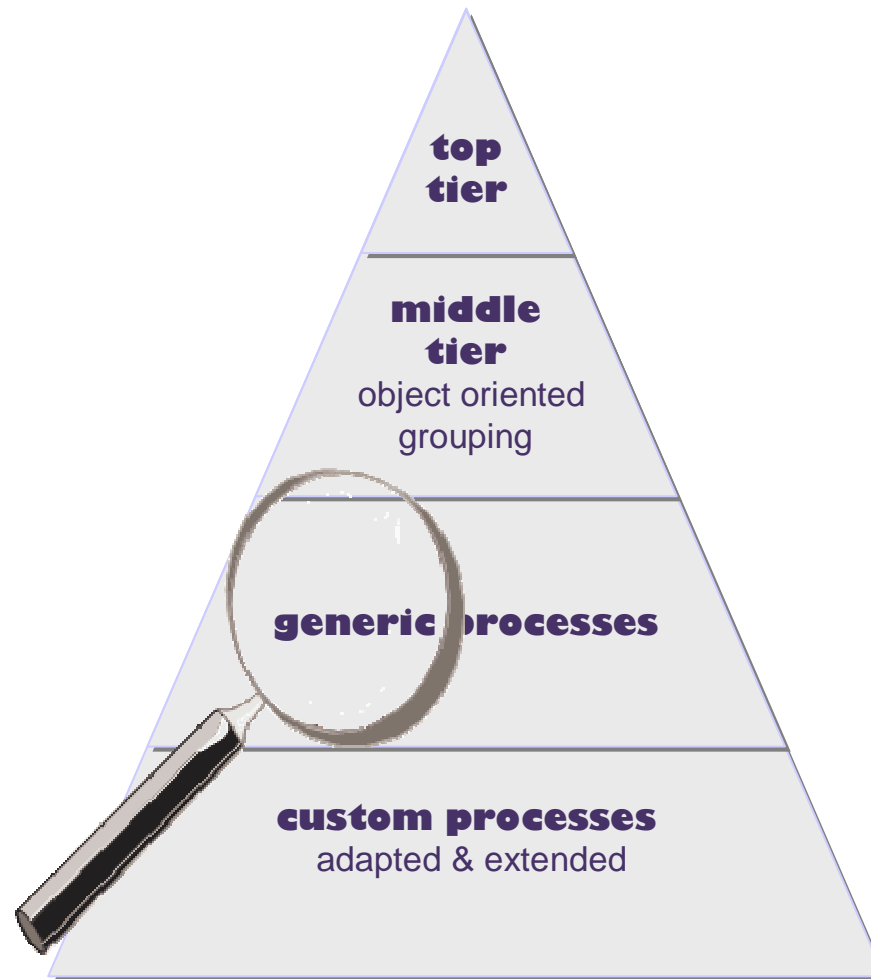 top
tier
middle
tier
object oriented
grouping
generic processes
custom processes
adapted & extended